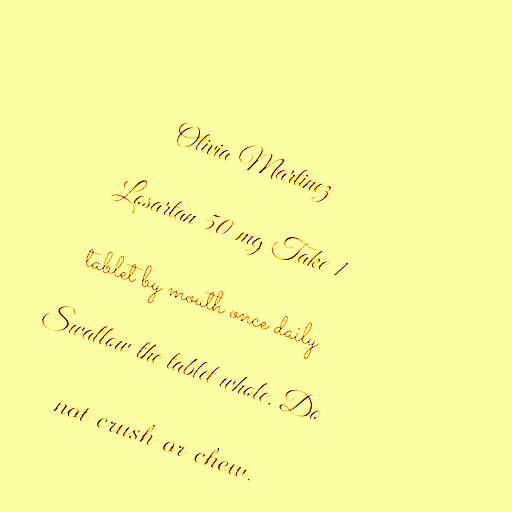 Olivia Martinez
Losartan 50 mg Take 1
tablet by mouth once daily.
Swallow the tablet whole. Do
not crush or chew.